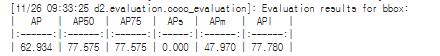 [11/26 09:33:25 d2.evaluation.coco_evaluation]: Evaluation results for bbox:
| AP | AP50 | AP75 | APs | APm | APl |
|:------:|:------:|:------:|:-----:|:------:|:------:|
| 62.934 | 77.575 | 77.575 | 0.000 | 47.970 | 77.780 |